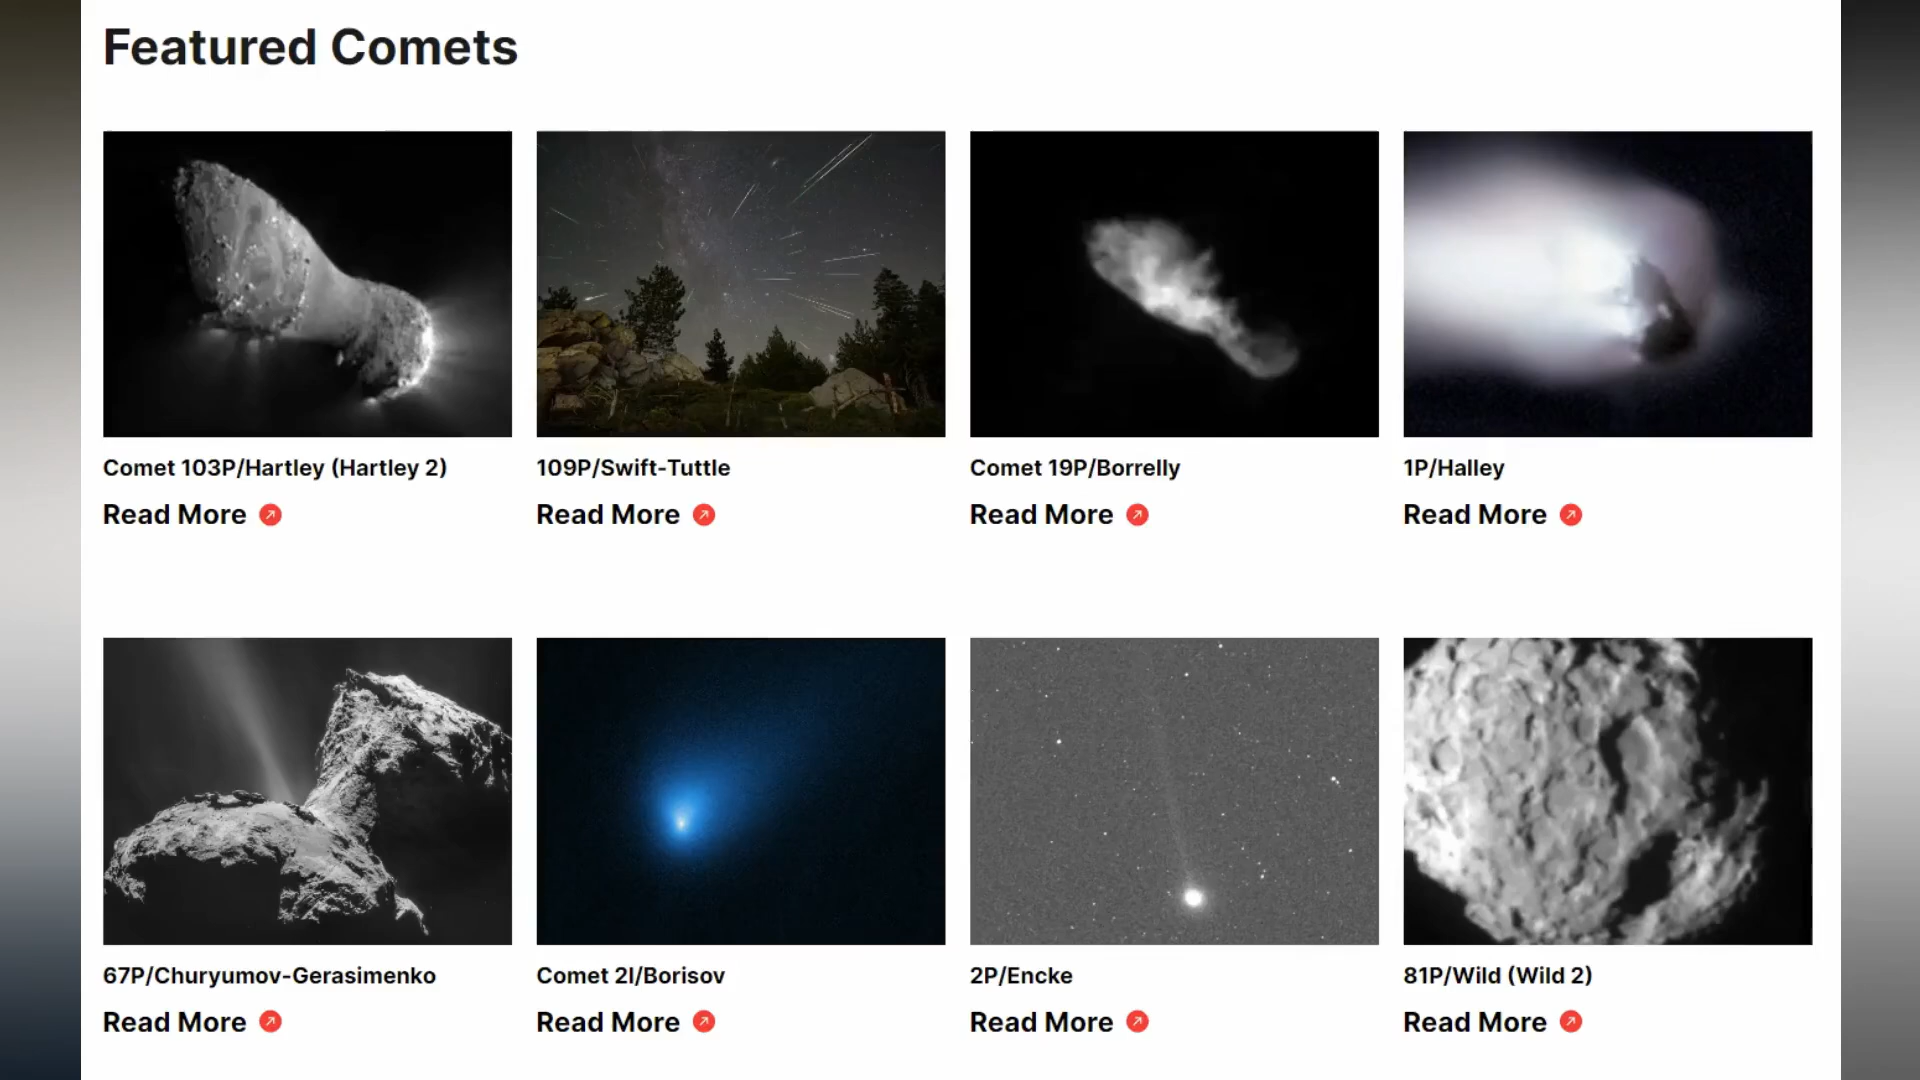 Featured Comets
Comet 103P/Hartley (Hartley 2)
Read More
109P/Swift-Tuttle
Read More
Comet 19P/Borrelly
Read More
1P/Halley
Read More
67P/Churyumov-Gerasimenko
Read More
Comet 2I/Borisov
Read More
2P/Encke
Read More
81P/Wild (Wild 2)
Read More